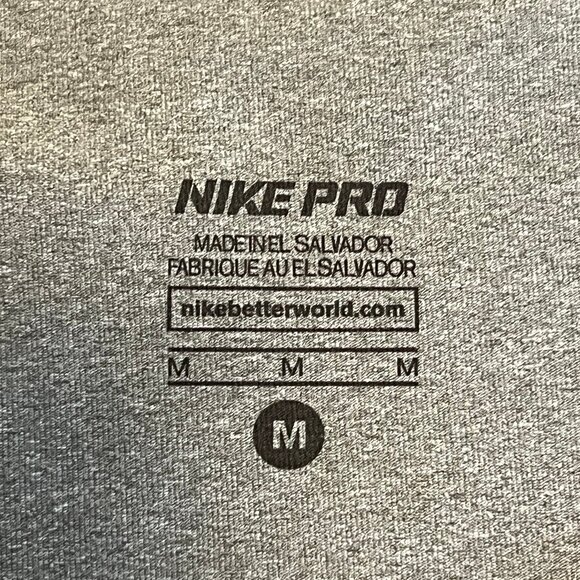 NIKE PRO
MADE IN EL SALVADOR
FABRIQUE AU EL SALVADOR
nikebetterworld.com
M M M
M